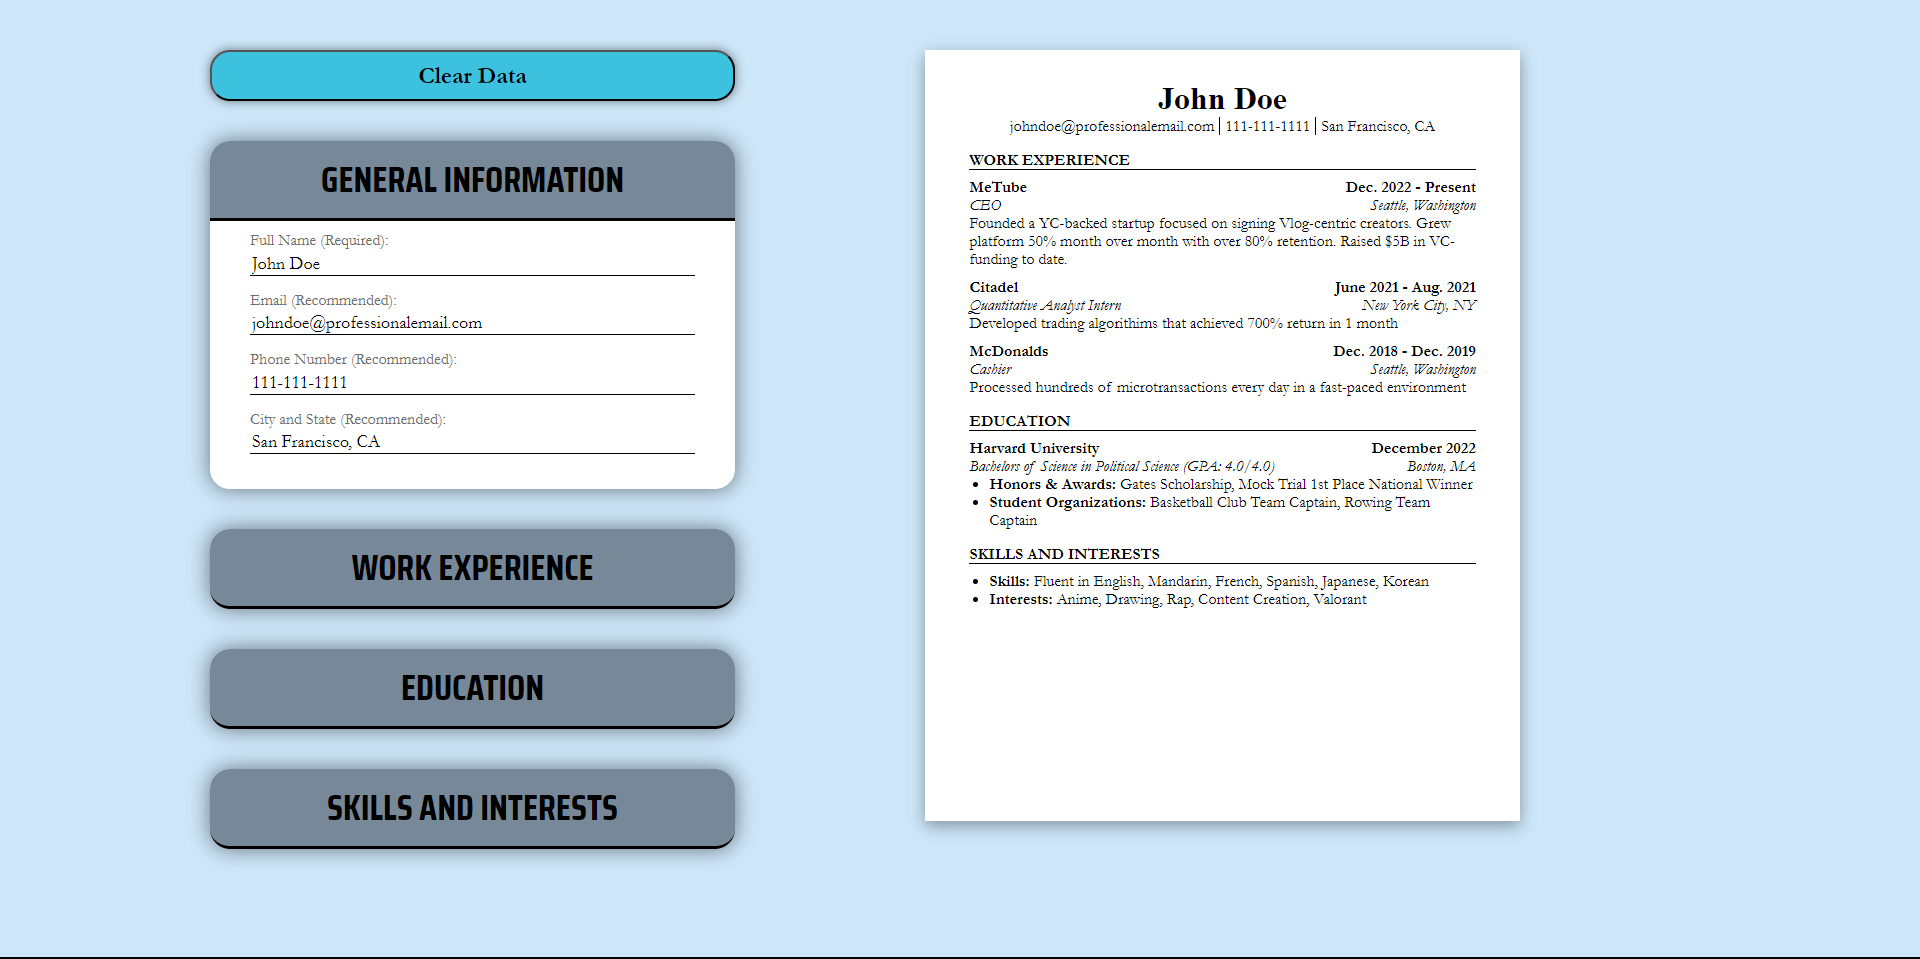 Clear Data
GENERAL INFORMATION
Full Name (Required):
John Doe
Email (Recommended):
johndoe@professionalemail.com
Phone Number (Recommended):
111-111-1111
City and State (Recommended):
San Francisco, CA
WORK EXPERIENCE
EDUCATION
SKILLS AND INTERESTS
John Doe
johndoe@professionalemail.com | 111-111-1111 | San Francisco, CA
WORK EXPERIENCE
MeTube Dec. 2022 - Present
CEO Seattle, Washington
Founded a YC-backed startup focused on signing Vlog-centric creators. Grew
platform 50% month over month with over 80% retention. Raised $5B in VC-
funding to date.
Citadel June 2021 - Aug. 2021
Quantitative Analyst Intern New York City, NY
Developed trading algorithims that achieved 700% return in 1 month
McDonalds Dec. 2018 - Dec. 2019
Cashier Seattle, Washington
Processed hundreds of microtransactions every day in a fast-paced environment
EDUCATION
Harvard University December 2022
Bachelors of Science in Political Science (GPA: 4.0/4.0) Boston, MA
• Honors & Awards: Gates Scholarship, Mock Trial 1st Place National Winner
• Student Organizations: Basketball Club Team Captain, Rowing Team
Captain
SKILLS AND INTERESTS
• Skills: Fluent in English, Mandarin, French, Spanish, Japanese, Korean
• Interests: Anime, Drawing, Rap, Content Creation, Valorant